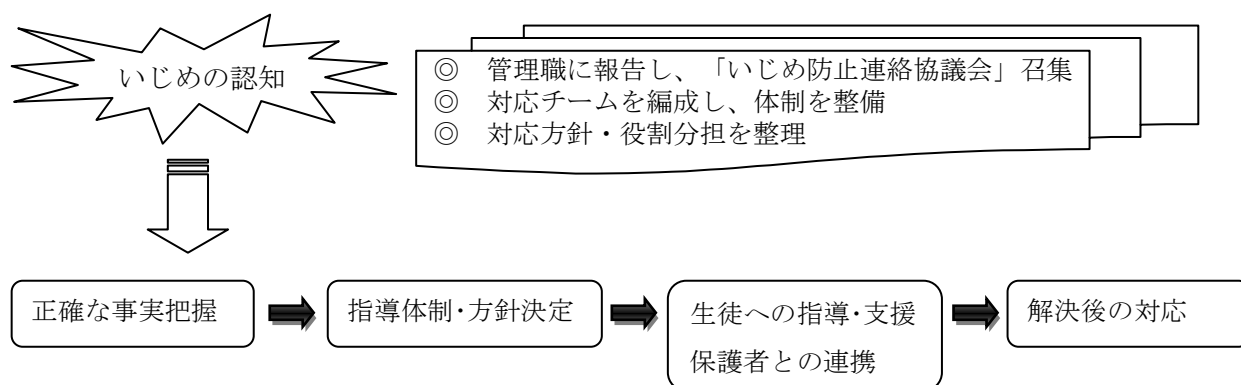 いじめの認知
◎ 管理職に報告し、「いじめ防止連絡協議会」召集
◎ 対応チームを編成し、体制を整備
◎ 対応方針・役割分担を整理
正確な事実把握
指導体制・方針決定
生徒への指導・支援
保護者との連携
解決後の対応